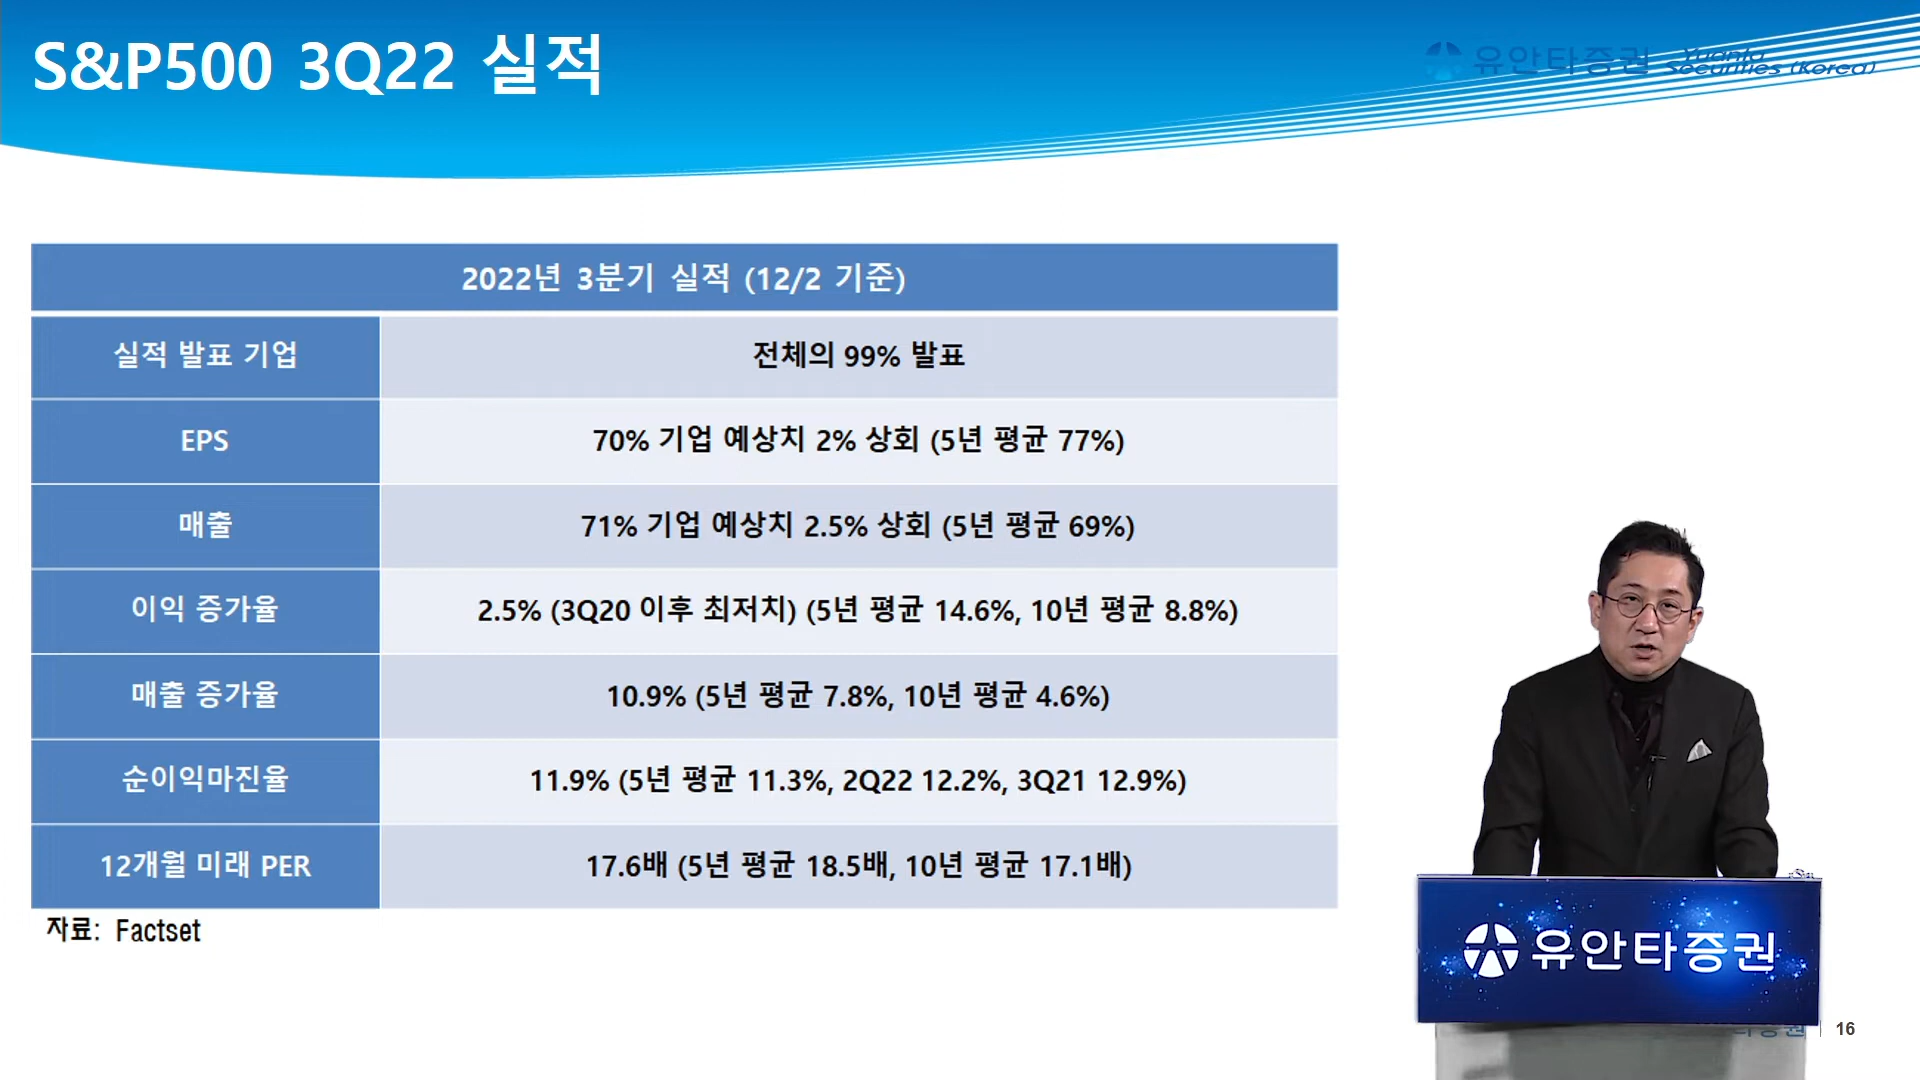 S&P500 3Q22 실적
유안타증권 Yuanta Securities (Korea)
2022년 3분기 실적 (12/2 기준)
실적 발표 기업 전체의 99% 발표
EPS 70% 기업 예상치 2% 상회 (5년 평균 77%)
매출 71% 기업 예상치 2.5% 상회 (5년 평균 69%)
이익 증가율 2.5% (3Q20 이후 최저치) (5년 평균 14.6%, 10년 평균 8.8%)
매출 증가율 10.9% (5년 평균 7.8%, 10년 평균 4.6%)
순이익마진율 11.9% (5년 평균 11.3%, 2Q22 12.2%, 3Q21 12.9%)
12개월 미래 PER 17.6배 (5년 평균 18.5배, 10년 평균 17.1배)
자료: Factset
유안타증권
16